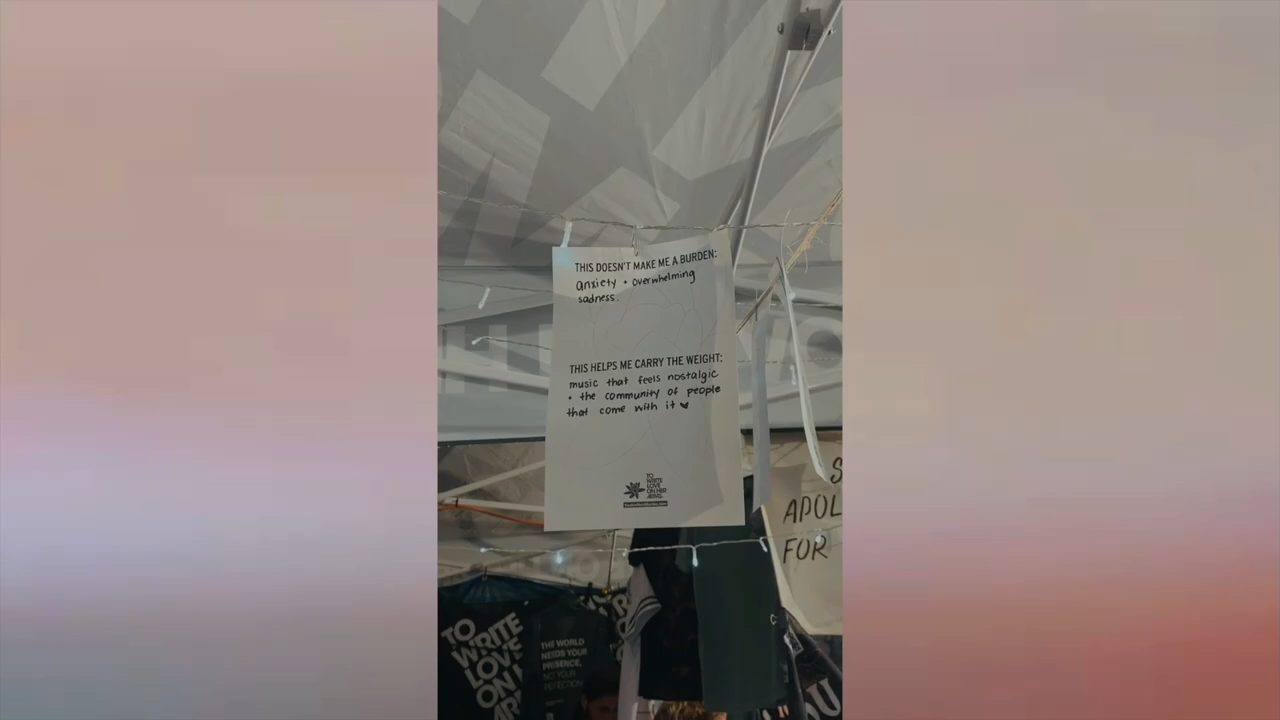 THIS DOESN'T MAKE ME A BURDEN:
anxiety + overwhelming
sadness.
THIS HELPS ME CARRY THE WEIGHT:
music that feels nostalgic
+ the community of people
that come with it
TO
WRITE
LOVE
ON HER
ARMS.
S
APOL
FOR
TO
WRITE
LOVE
ON
AR
THE WORLD
NEEDS YOUR
PRESENCE,
NOT YOUR
PERFECTION
OU